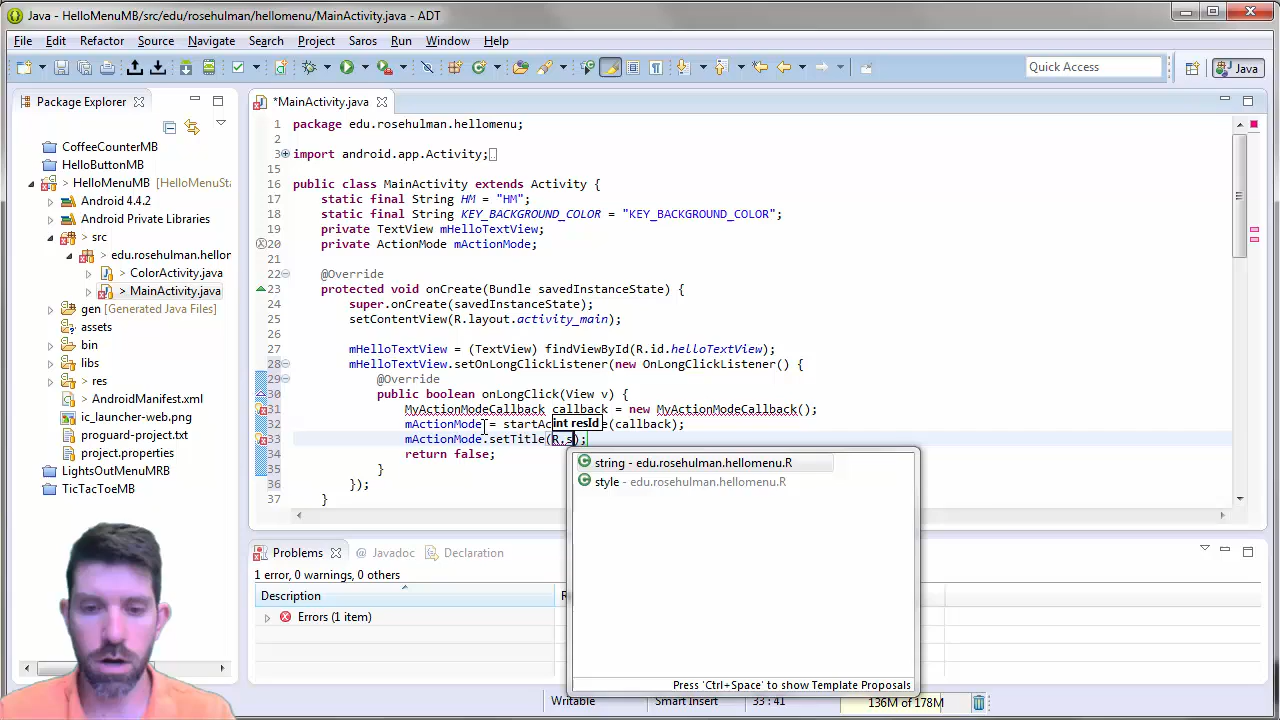 Java - HelloMenuMB/src/edu/rosehulman/hellomenu/MainActivity.java - ADT
File Edit Refactor Source Navigate Search Project Saros Run Window Help
Quick Access
Java
Package Explorer
CoffeeCounterMB
HelloButtonMB
> HelloMenuMB [HelloMenuSta
Android 4.4.2
Android Private Libraries
> src
> edu.rosehulman.hellor
> ColorActivity.java
> MainActivity.java
gen [Generated Java Files]
assets
> bin
libs
> res
> AndroidManifest.xml
ic_launcher-web.png
proguard-project.txt
project.properties
LightsOutMenuMRB
TicTacToeMB
*MainActivity.java
1 package edu.rosehulman.hellomenu;
2
3 import android.app.Activity;
15
16 public class MainActivity extends Activity {
17 static final String HM = "HM";
18 static final String KEY_BACKGROUND_COLOR = "KEY_BACKGROUND_COLOR";
19 private TextView mHelloTextView;
20 private ActionMode mActionMode;
21
22 @Override
23 protected void onCreate(Bundle savedInstanceState) {
24 super.onCreate(savedInstanceState);
25 setContentView(R.layout.activity_main);
26
27 mHelloTextView = (TextView) findViewById(R.id.helloTextView);
28 mHelloTextView.setOnLongClickListener(new OnLongClickListener() {
29 @Override
30 public boolean onLongClick(View v) {
31 MyActionModeCallback callback = new MyActionModeCallback();
32 mActionMode = startAc e(callback);
int resId
33 mActionMode.setTitle(R.s);
34 return false;
35 }
36 });
37 }
string - edu.rosehulman.hellomenu.R
style - edu.rosehulman.hellomenu.R
Press 'Ctrl+Space' to show Template Proposals
Problems @ Javadoc Declaration
1 error, 0 warnings, 0 others
Description R
Errors (1 item)
Writable Smart Insert 33 : 41 136M of 178M